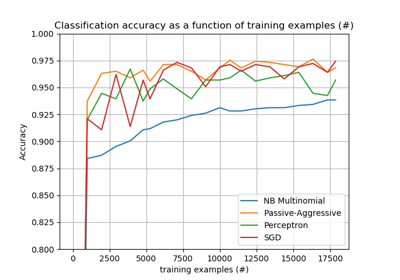 Classification accuracy as a function of training examples (#)
1.000
0.975
0.950
0.925
0.900
0.875
0.850
0.825
0.800
Accuracy
NB Multinomial
Passive-Aggressive
Perceptron
SGD
0 2500 5000 7500 10000 12500 15000 17500
training examples (#)